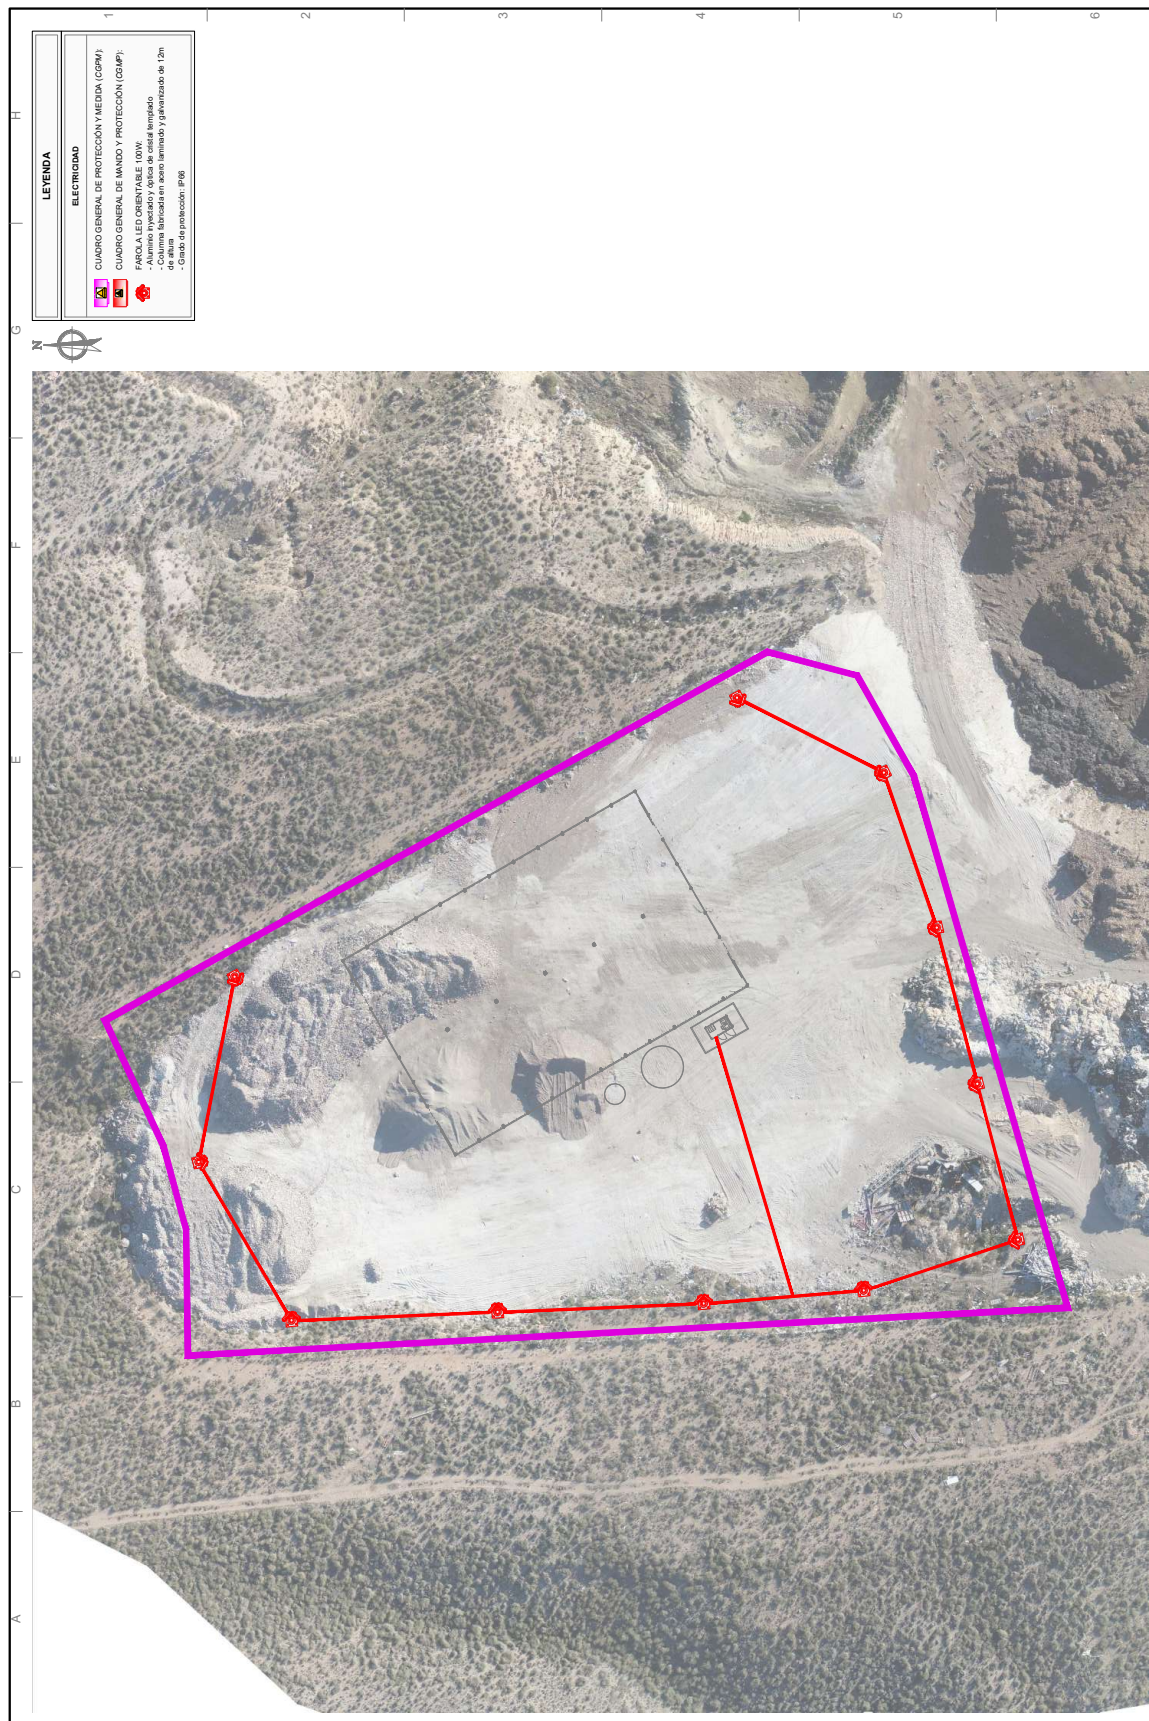 LEYENDA
ELECTRICIDAD
CUADRO GENERAL DE PROTECCIÓN Y MEDIDA (CGPM):
CUADRO GENERAL DE MANDO Y PROTECCIÓN (CGMP):
FAROLA LED ORIENTABLE 100W:
- Aluminio inyectado y óptica de cristal templado
- Columna fabricada en acero laminado y galvanizado de 12m
de altura
- Grado de protección: IP66
N
1
2
3
4
5
6
H
G
F
E
D
C
B
A